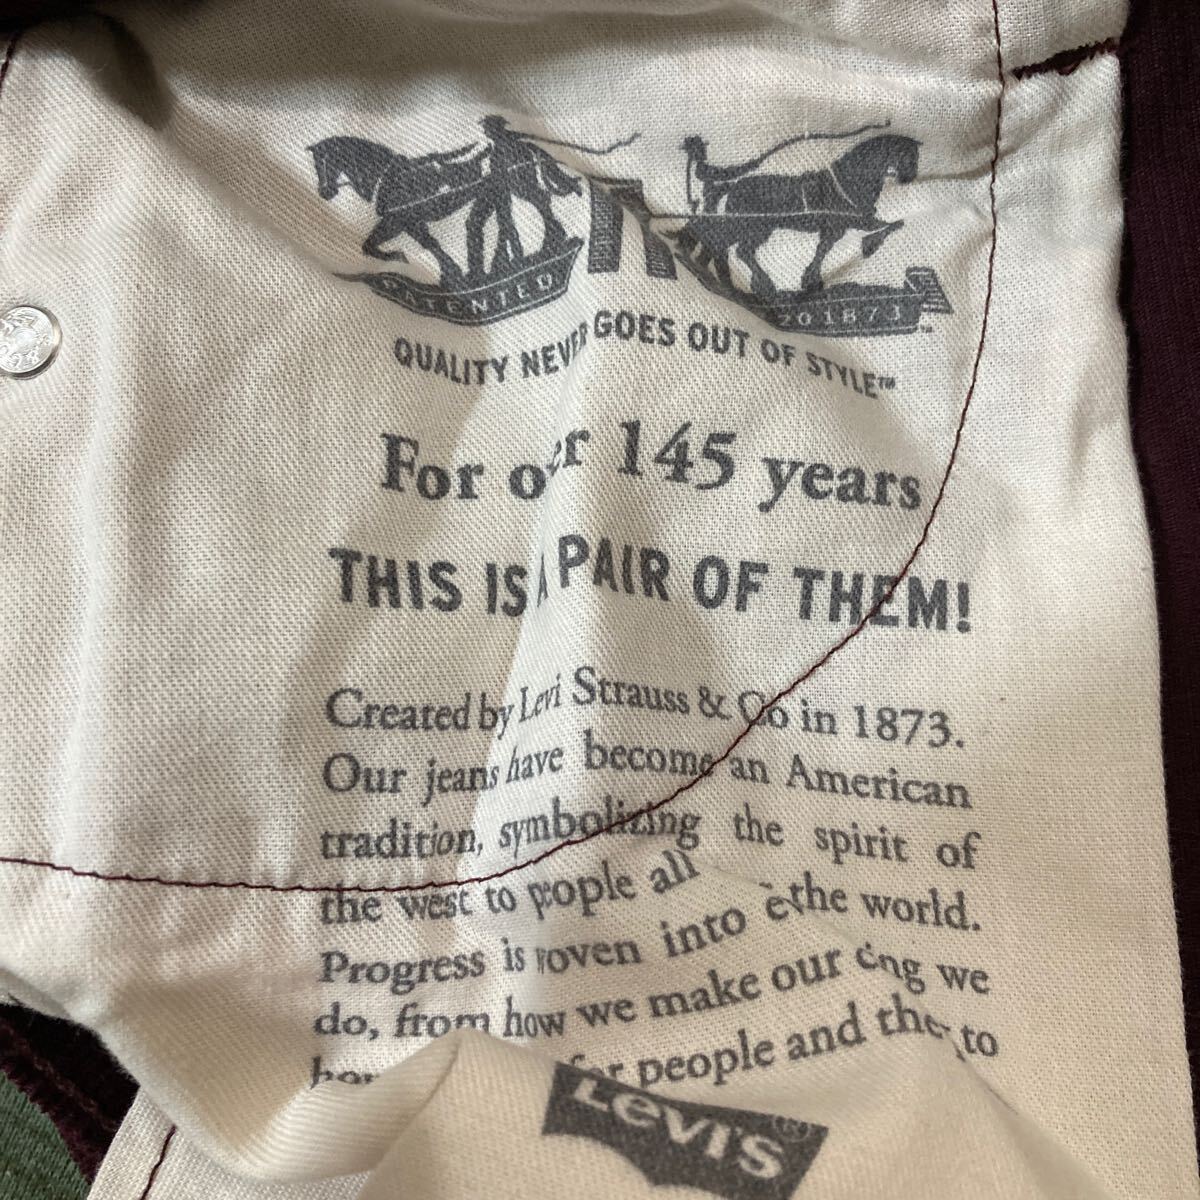 PATENTED 1873
QUALITY NEVER GOES OUT OF STYLE™
For over 145 years
THIS IS A PAIR OF THEM!
Created by Levi Strauss & Co in 1873.
Our jeans have become an American
tradition, symbolizing the spirit of
the west to people all the world.
Progress is woven into
do, from how we make our we
for people and the to
Levi's®